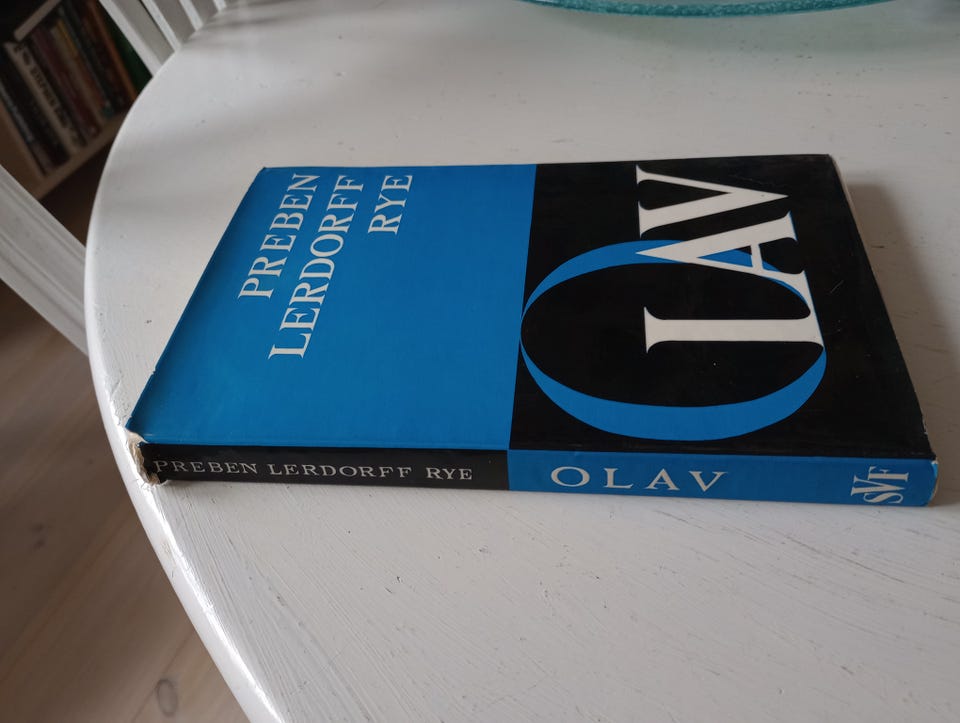 PREBEN
LERDORFF
RYE
OLAV
PREBEN LERDORFF RYE
OLAV
SVF